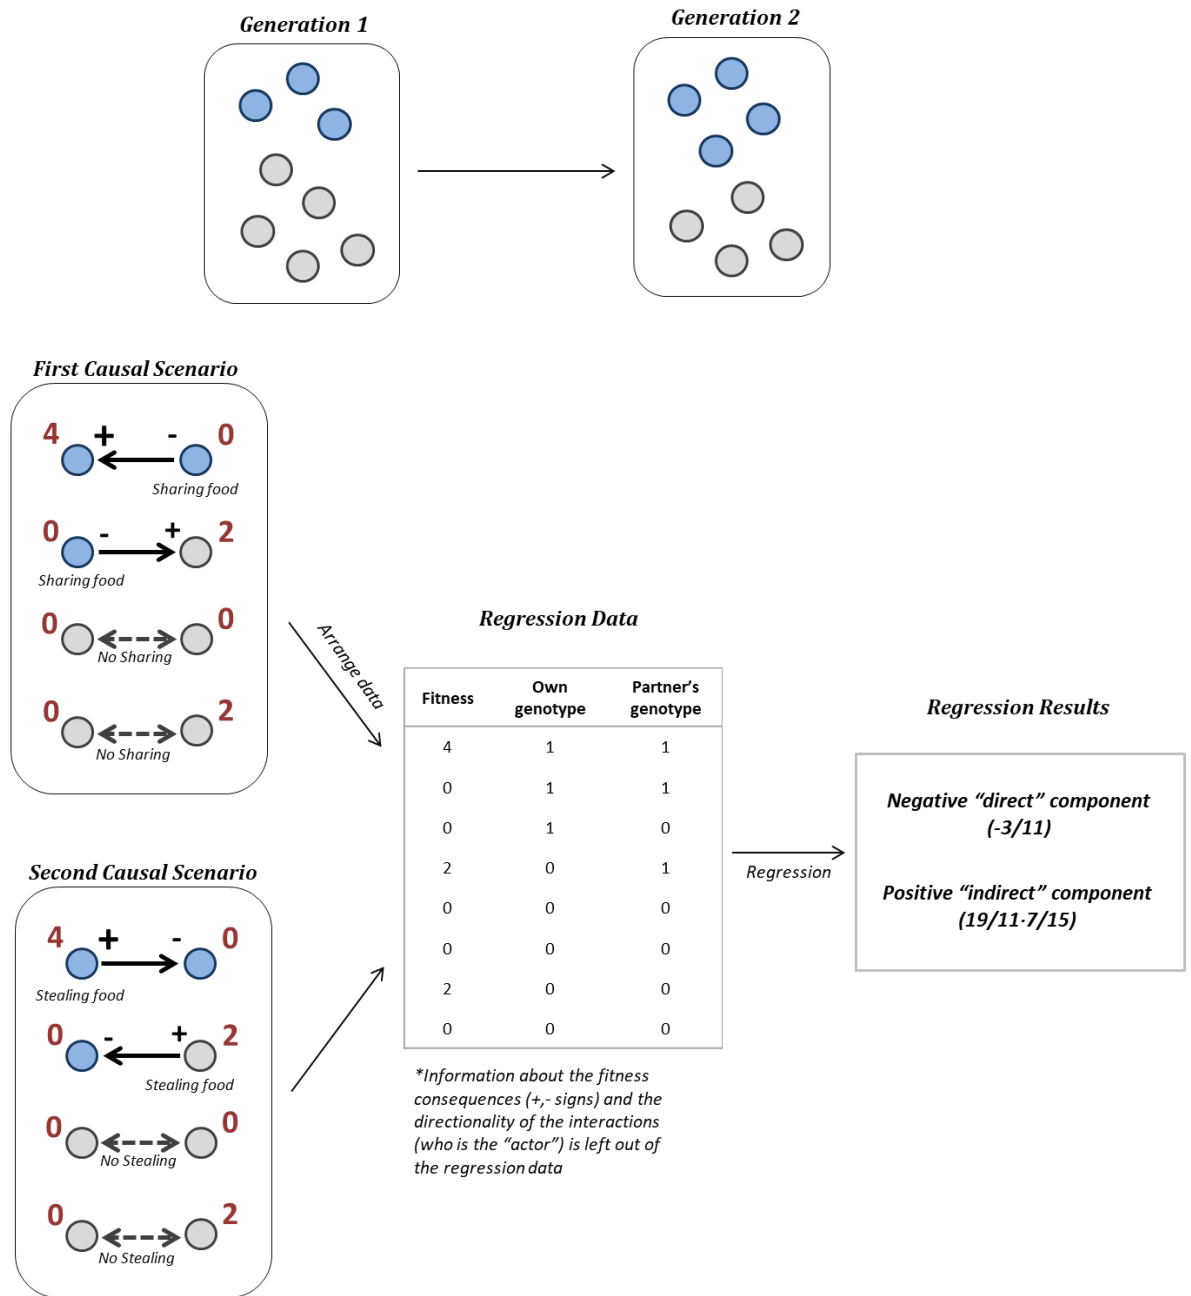 Generation 1
Generation 2
First Causal Scenario
4 + - 0
Sharing food
0 - + 2
Sharing food
0 0
No Sharing
0 2
No Sharing
Arrange data
Second Causal Scenario
4 + - 0
Stealing food
0 - + 2
Stealing food
0 0
No Stealing
0 2
No Stealing
Regression Data
Fitness Own genotype Partner's genotype
4 1 1
0 1 1
0 1 0
2 0 1
0 0 0
0 0 0
2 0 0
0 0 0
*Information about the fitness
consequences (+,- signs) and the
directionality of the interactions
(who is the “actor”) is left out of
the regression data
Regression
Regression Results
Negative “direct” component
(-3/11)
Positive “indirect” component
(19/11·7/15)